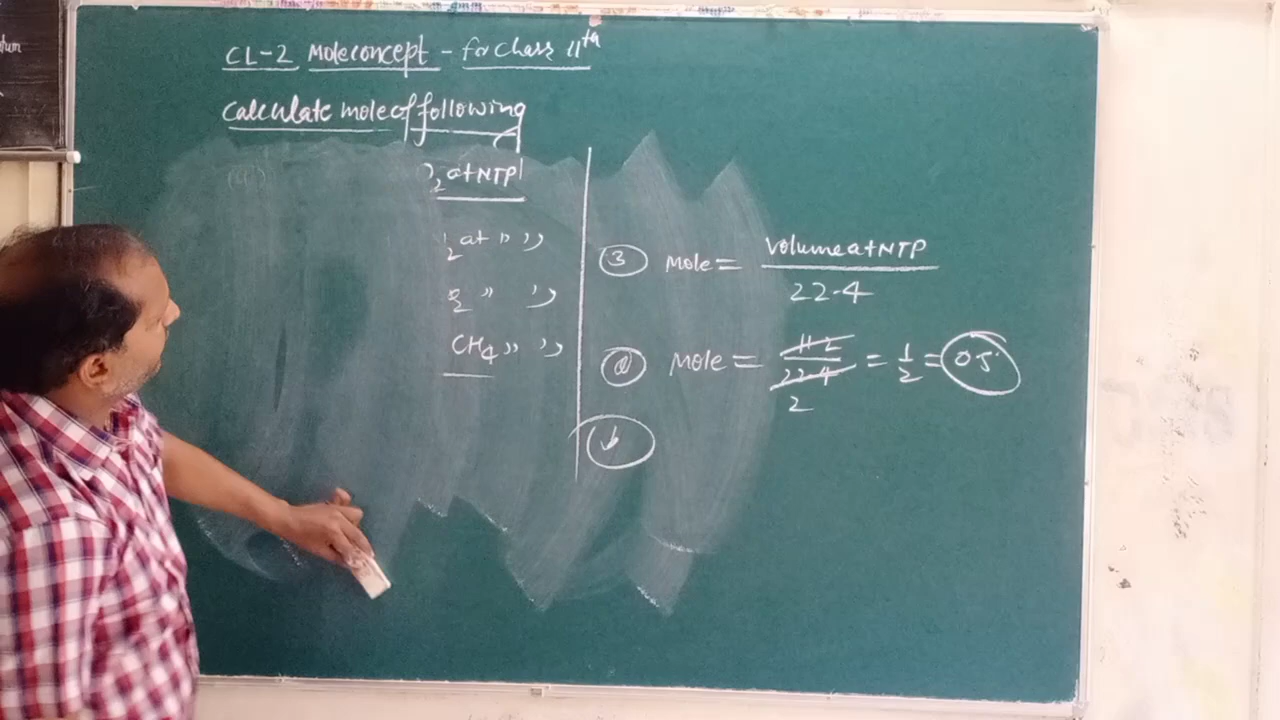 CL-2 Moleconcept - for Class 11th
Calculate mole of following
2 at NTP
2 at " ,,
2 " ,,
CH4 ,, ,,
3 Mole = Volume at NTP / 22.4
a Mole = 11.2 / 22.4 2 = 1/2 = 0.5
b